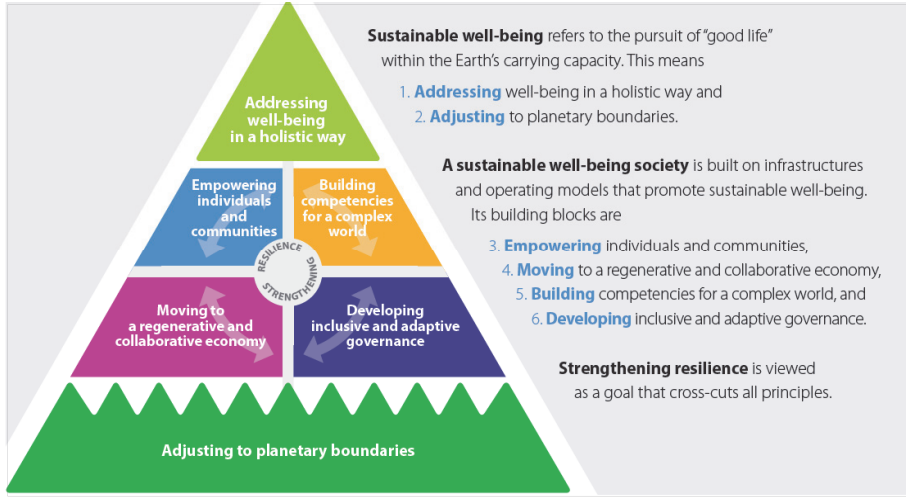 Addressing
well-being
in a holistic way
Empowering
individuals
and
communities
Building
competencies
for a complex
world
RESILIENCE
STRENGTHENING
Moving to
a regenerative and
collaborative economy
Developing
inclusive and adaptive
governance
Adjusting to planetary boundaries
Sustainable well-being refers to the pursuit of “good life”
within the Earth’s carrying capacity. This means
1. Addressing well-being in a holistic way and
2. Adjusting to planetary boundaries.
A sustainable well-being society is built on infrastructures
and operating models that promote sustainable well-being.
Its building blocks are
3. Empowering individuals and communities,
4. Moving to a regenerative and collaborative economy,
5. Building competencies for a complex world, and
6. Developing inclusive and adaptive governance.
Strengthening resilience is viewed
as a goal that cross-cuts all principles.